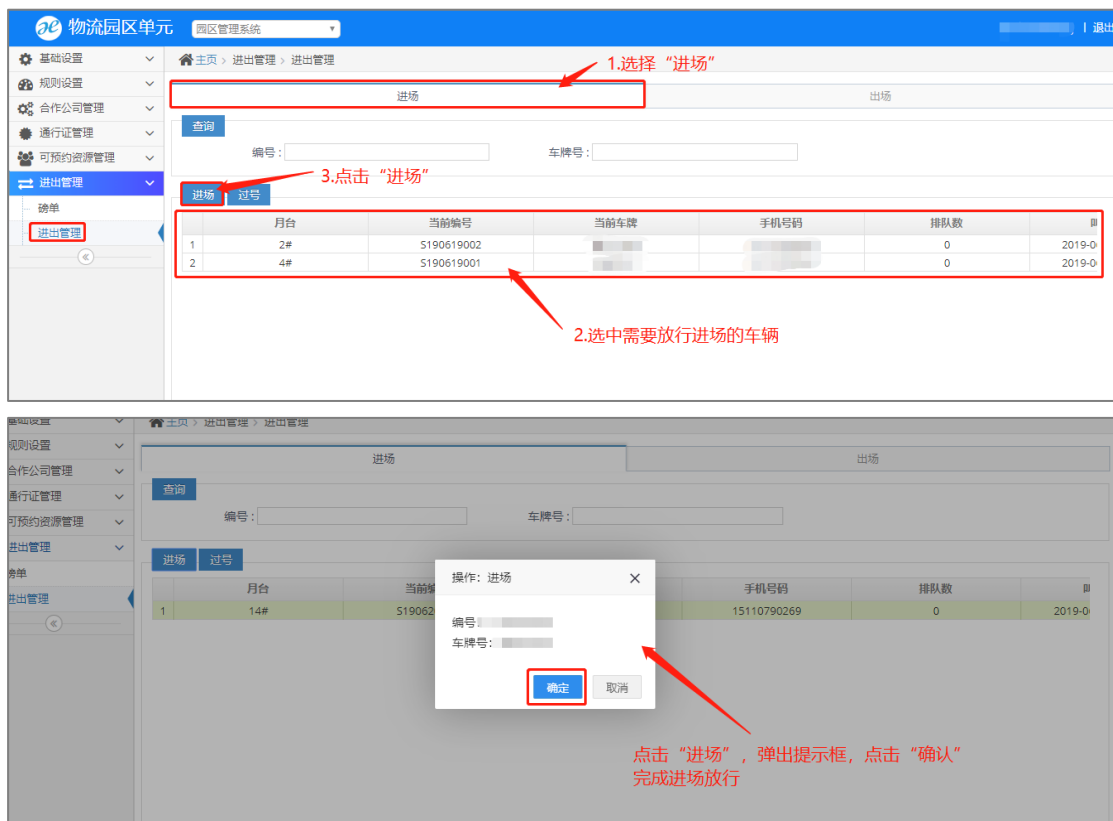 物流园区单元 园区管理系统 | 退出
基础设置
规则设置
合作公司管理
通行证管理
可预约资源管理
进出管理
磅单
进出管理
主页 > 进出管理 > 进出管理
1.选择“进场”
进场 出场
查询
编号: 车牌号:
3.点击“进场”
进场 过号
月台 当前编号 当前车牌 手机号码 排队数
1 2# S190619002 0 2019-0
2 4# S190619001 0 2019-0
2.选中需要放行进场的车辆
基础设置
规则设置
合作公司管理
通行证管理
可预约资源管理
进出管理
磅单
进出管理
主页 > 进出管理 > 进出管理
进场 出场
查询
编号: 车牌号:
进场 过号
月台 当前编 手机号码 排队数
1 14# S19062 15110790269 0 2019-0
操作：进场
编号:
车牌号:
确定 取消
点击“进场”，弹出提示框，点击“确认”
完成进场放行